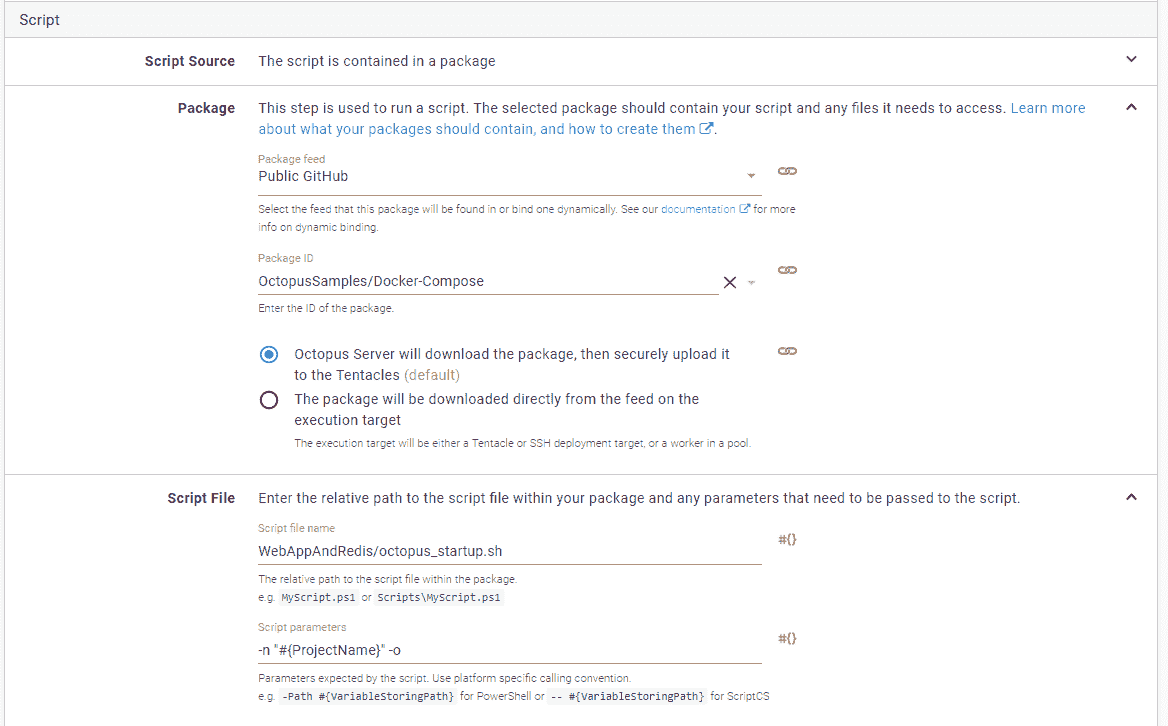 Script
Script Source The script is contained in a package
Package This step is used to run a script. The selected package should contain your script and any files it needs to access. Learn more
about what your packages should contain, and how to create them.
Package feed
Public GitHub
Select the feed that this package will be found in or bind one dynamically. See our documentation for more
info on dynamic binding.
Package ID
OctopusSamples/Docker-Compose
Enter the ID of the package.
Octopus Server will download the package, then securely upload it
to the Tentacles (default)
The package will be downloaded directly from the feed on the
execution target
The execution target will be either a Tentacle or SSH deployment target, or a worker in a pool.
Script File Enter the relative path to the script file within your package and any parameters that need to be passed to the script.
Script file name
WebAppAndRedis/octopus_startup.sh #{}
The relative path to the script file within the package.
e.g. MyScript.ps1 or Scripts\MyScript.ps1
Script parameters
-n "#{ProjectName}" -o #{}
Parameters expected by the script. Use platform specific calling convention.
e.g. -Path #{VariableStoringPath} for PowerShell or -- #{VariableStoringPath} for ScriptCS